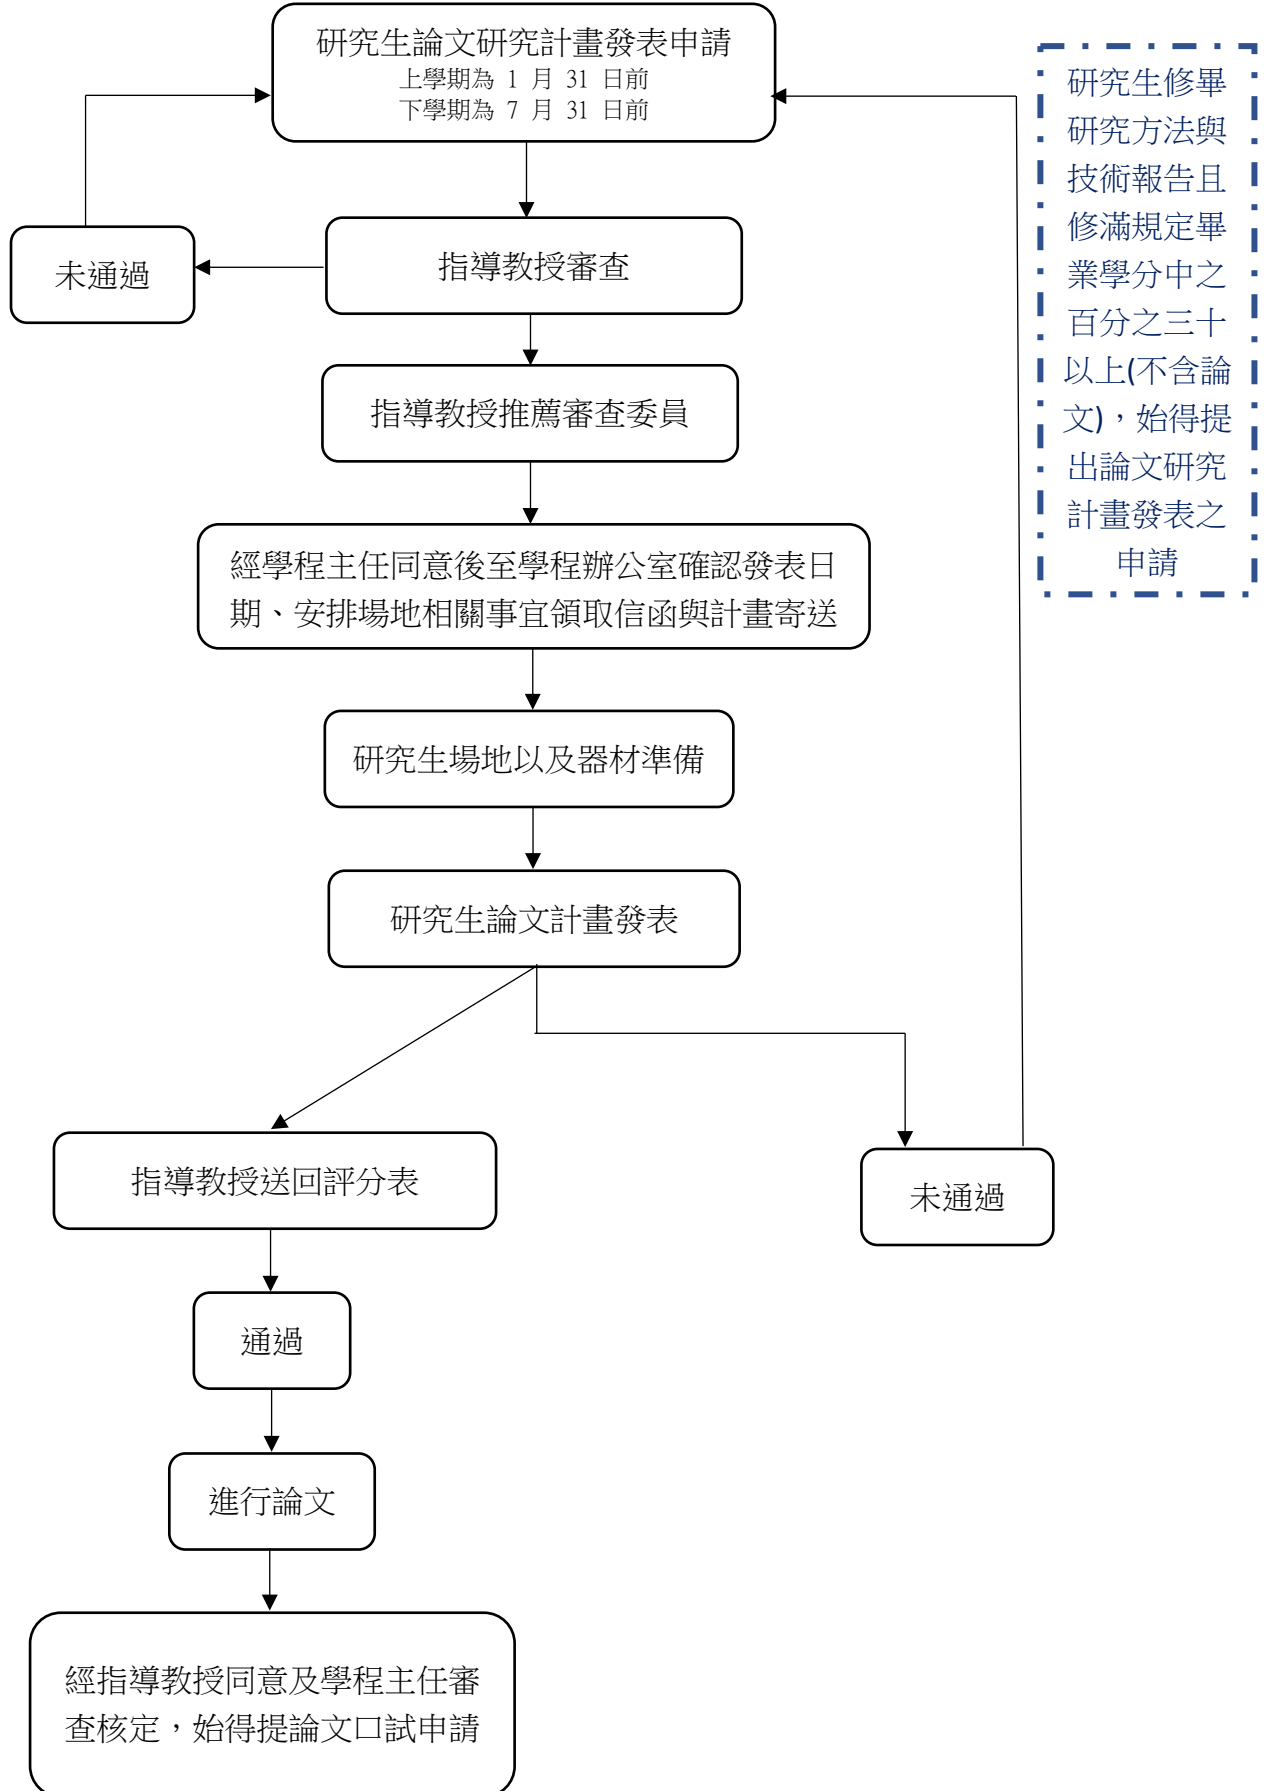 研究生論文研究計畫發表申請
上學期為 1 月 31 日前
下學期為 7 月 31 日前
研究生修畢
研究方法與
技術報告且
修滿規定畢
業學分中之
百分之三十
以上(不含論
文)，始得提
出論文研究
計畫發表之
申請
未通過
指導教授審查
指導教授推薦審查委員
經學程主任同意後至學程辦公室確認發表日
期、安排場地相關事宜領取信函與計畫寄送
研究生場地以及器材準備
研究生論文計畫發表
指導教授送回評分表
未通過
通過
進行論文
經指導教授同意及學程主任審
查核定，始得提論文口試申請